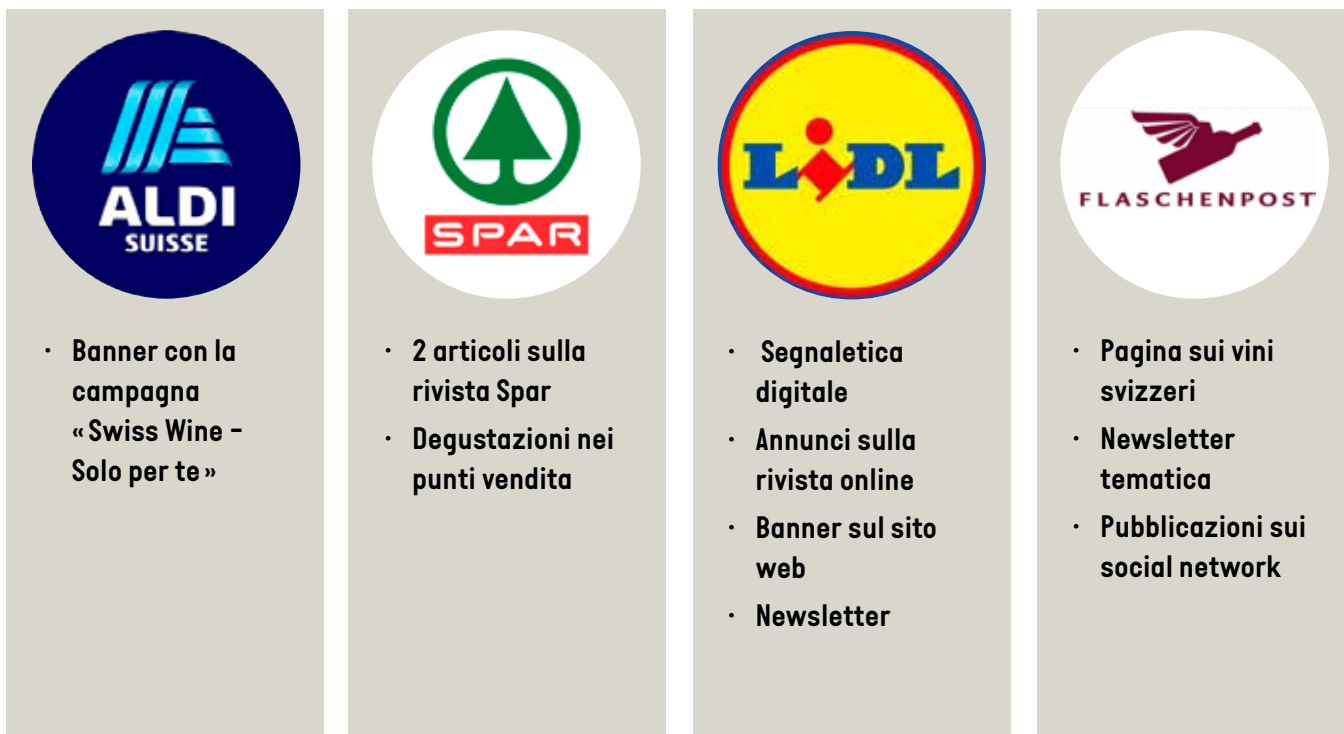 ALDI
SUISSE
· Banner con la
campagna
«Swiss Wine –
Solo per te»
SPAR
· 2 articoli sulla
rivista Spar
· Degustazioni nei
punti vendita
LIDL
· Segnaletica
digitale
· Annunci sulla
rivista online
· Banner sul sito
web
· Newsletter
FLASCHENPOST
· Pagina sui vini
svizzeri
· Newsletter
tematica
· Pubblicazioni sui
social network